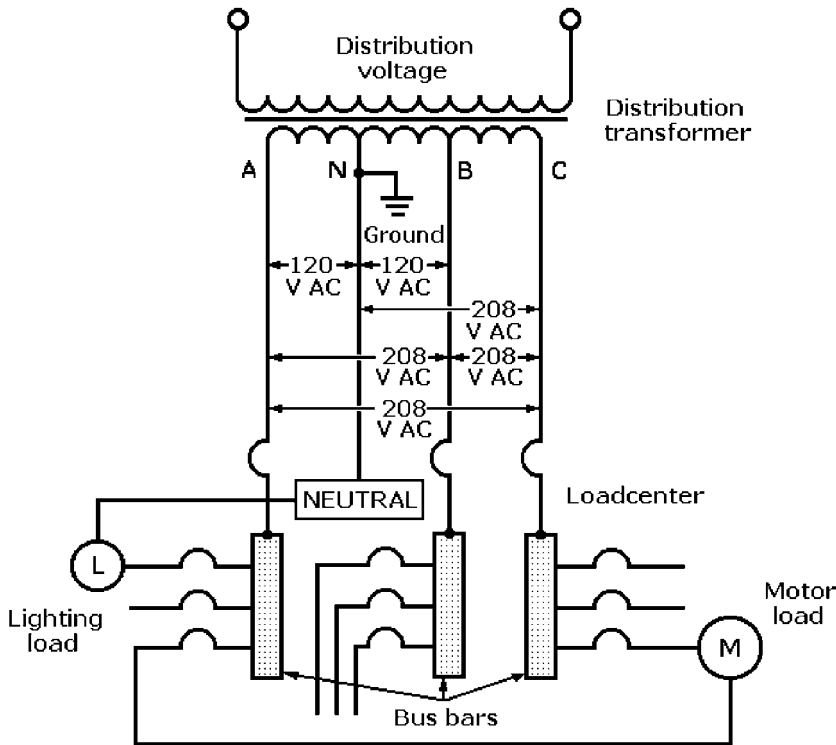 Distribution
voltage
Distribution
transformer
A
N
B
C
Ground
120
V AC
120
V AC
208
V AC
208
V AC
208
V AC
208
V AC
NEUTRAL
Loadcenter
L
Lighting
load
Motor
load
M
Bus bars